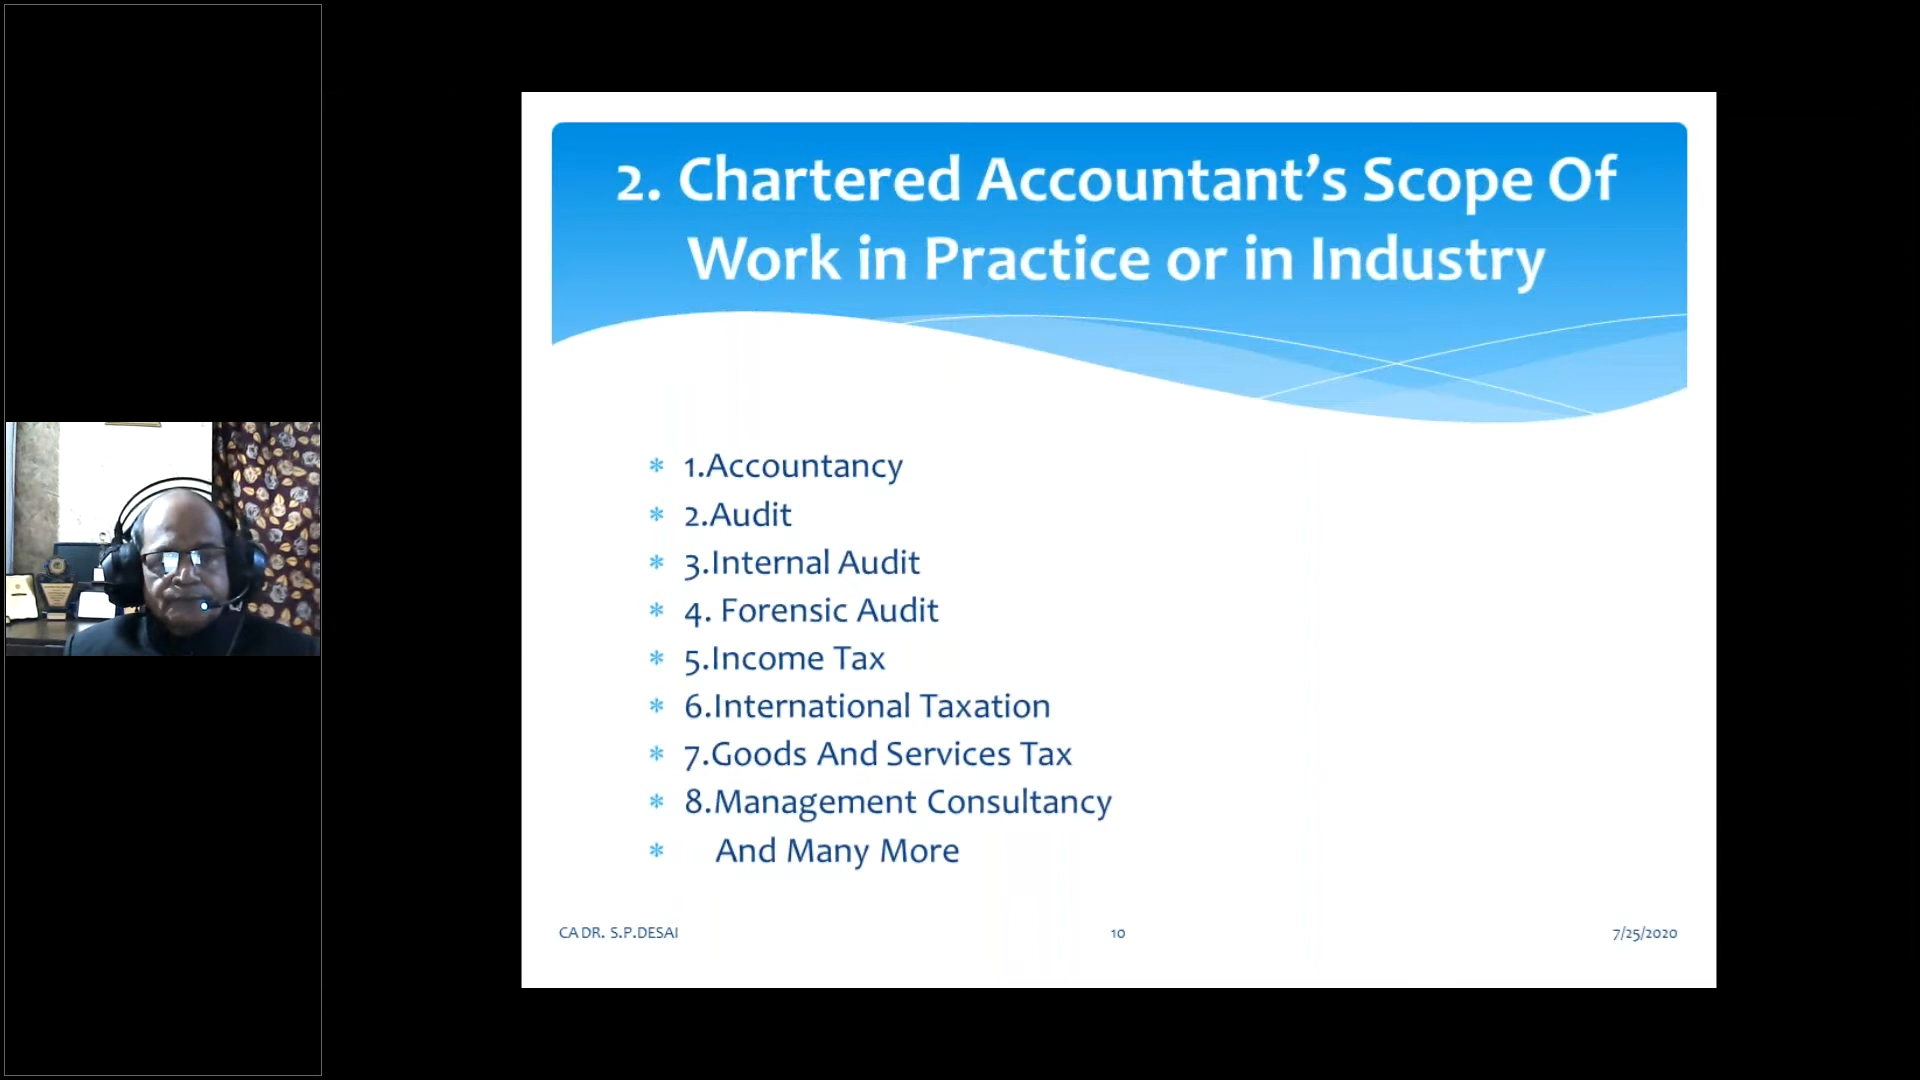 2. Chartered Accountant’s Scope Of
Work in Practice or in Industry
* 1.Accountancy
* 2.Audit
* 3.Internal Audit
* 4. Forensic Audit
* 5.Income Tax
* 6.International Taxation
* 7.Goods And Services Tax
* 8.Management Consultancy
* And Many More
CA DR. S.P.DESAI
10
7/25/2020